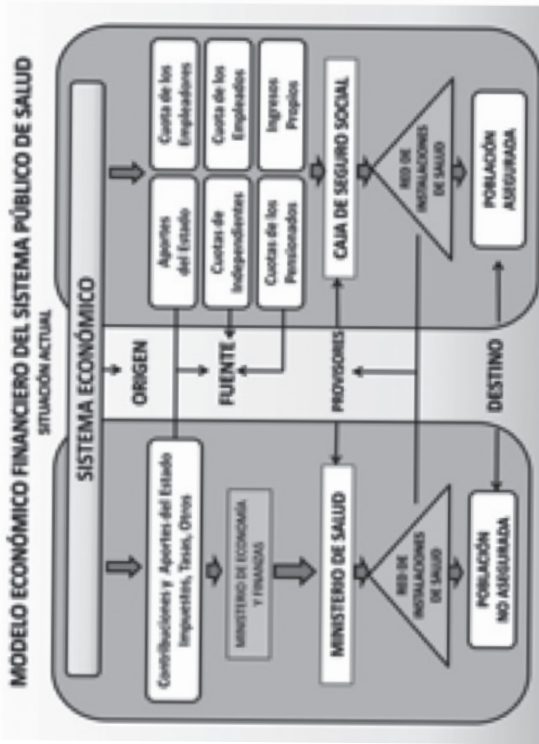 MODELO ECONÓMICO FINANCIERO DEL SISTEMA PÚBLICO DE SALUD
SITUACIÓN ACTUAL
SISTEMA ECONÓMICO
ORIGEN
Contribuciones y Aportes del Estado
Impuestos, Tasas, Otros
MINISTERIO DE ECONOMÍA
Y FINANZAS
MINISTERIO DE SALUD
RED DE
INSTALACIONES
DE SALUD
POBLACIÓN
NO ASEGURADA
FUENTE
PROVISORES
DESTINO
Aportes
del Estado
Cuota de los
Empleadores
Cuotas de
Independientes
Cuota de los
Empleados
Cuotas de los
Pensionados
Ingresos
Propios
CAJA DE SEGURO SOCIAL
RED DE
INSTALACIONES
DE SALUD
POBLACIÓN
ASEGURADA